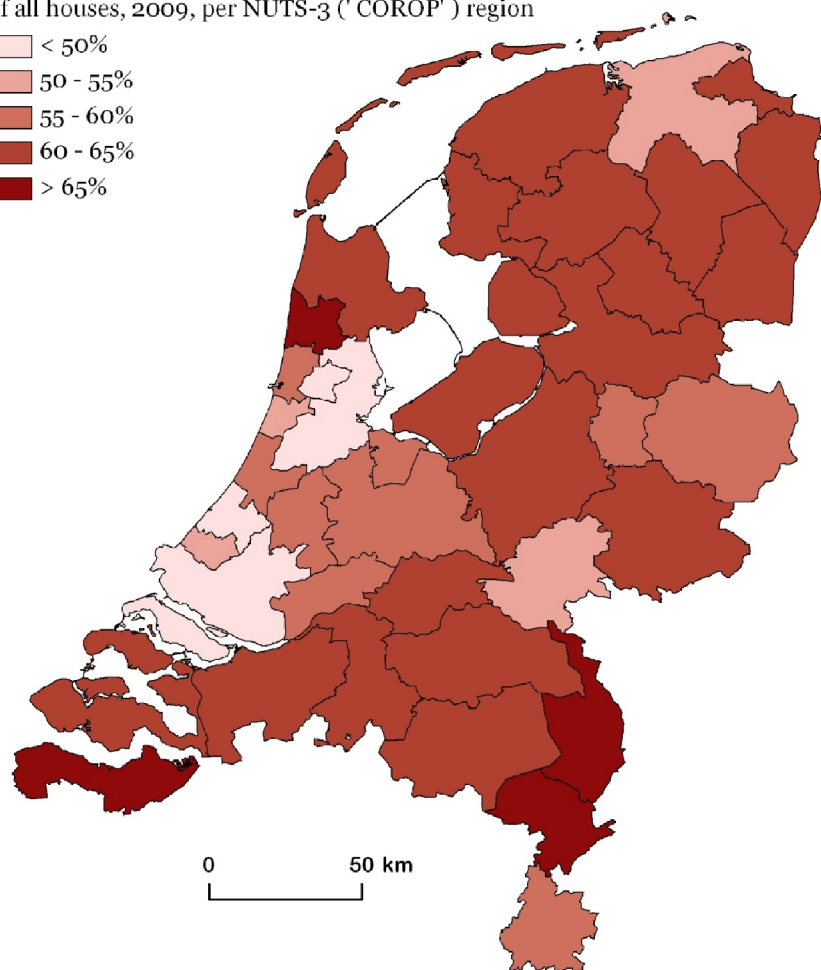 f all houses, 2009, per NUTS-3 (' COROP' ) region
< 50%
50 - 55%
55 - 60%
60 - 65%
> 65%
0 50 km